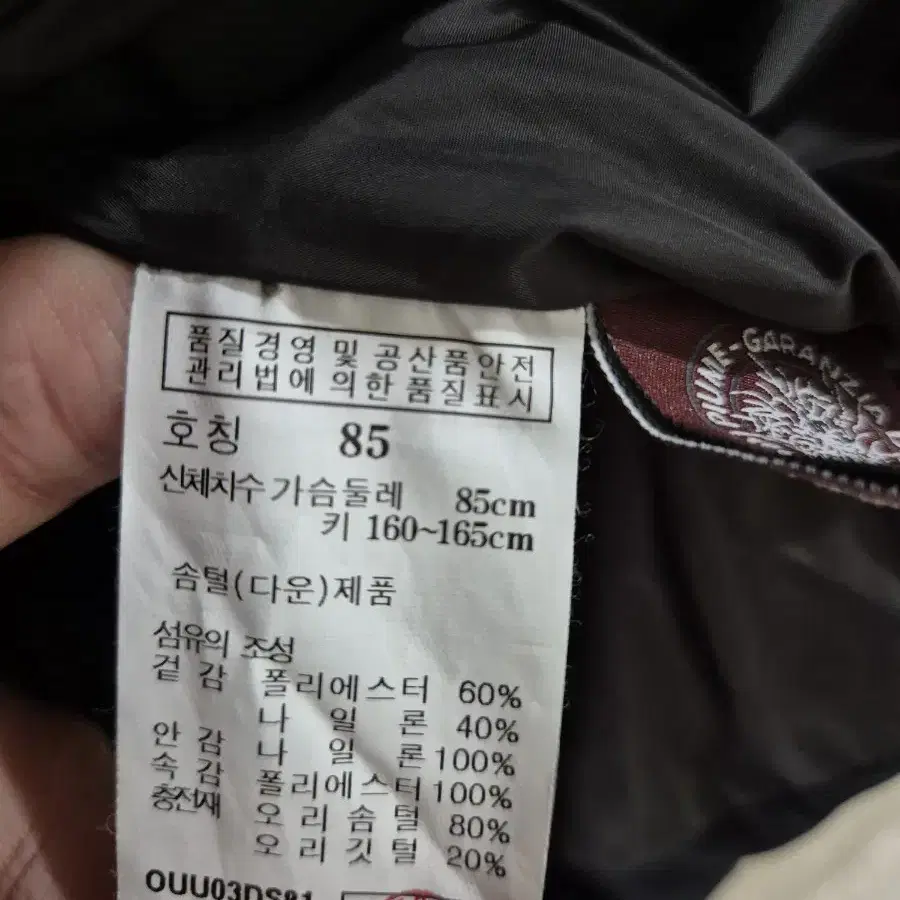 품질경영 및 공산품안전
관리법에 의한 품질표시
호칭 85
신체치수 가슴둘레 85cm
키 160~165cm
솜털(다운)제품
섬유의 조성
겉감 폴리에스터 60%
나일론 40%
안감 나일론 100%
속감 폴리에스터 100%
충전재 오리솜털 80%
오리깃털 20%
OUU03DS81